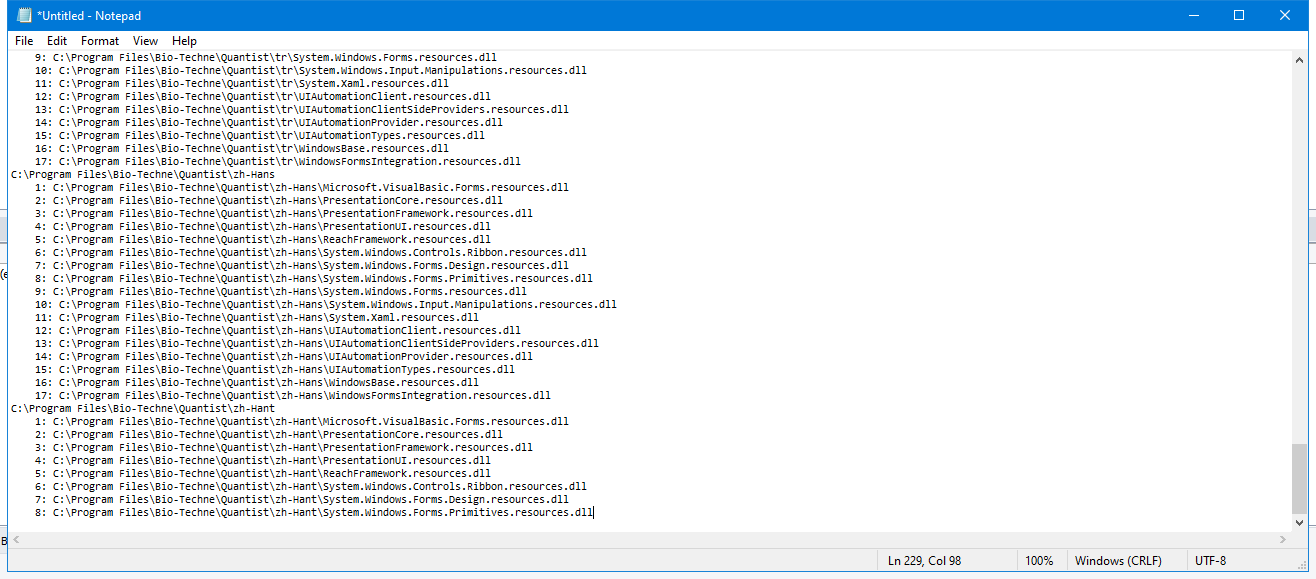 *Untitled - Notepad
File Edit Format View Help
9: C:\Program Files\Bio-Techne\Quantist\tr\System.Windows.Forms.resources.dll
10: C:\Program Files\Bio-Techne\Quantist\tr\System.Windows.Input.Manipulations.resources.dll
11: C:\Program Files\Bio-Techne\Quantist\tr\System.Xaml.resources.dll
12: C:\Program Files\Bio-Techne\Quantist\tr\UIAutomationClient.resources.dll
13: C:\Program Files\Bio-Techne\Quantist\tr\UIAutomationClientSideProviders.resources.dll
14: C:\Program Files\Bio-Techne\Quantist\tr\UIAutomationProvider.resources.dll
15: C:\Program Files\Bio-Techne\Quantist\tr\UIAutomationTypes.resources.dll
16: C:\Program Files\Bio-Techne\Quantist\tr\WindowsBase.resources.dll
17: C:\Program Files\Bio-Techne\Quantist\tr\WindowsFormsIntegration.resources.dll
C:\Program Files\Bio-Techne\Quantist\zh-Hans
1: C:\Program Files\Bio-Techne\Quantist\zh-Hans\Microsoft.VisualBasic.Forms.resources.dll
2: C:\Program Files\Bio-Techne\Quantist\zh-Hans\PresentationCore.resources.dll
3: C:\Program Files\Bio-Techne\Quantist\zh-Hans\PresentationFramework.resources.dll
4: C:\Program Files\Bio-Techne\Quantist\zh-Hans\PresentationUI.resources.dll
5: C:\Program Files\Bio-Techne\Quantist\zh-Hans\ReachFramework.resources.dll
6: C:\Program Files\Bio-Techne\Quantist\zh-Hans\System.Windows.Controls.Ribbon.resources.dll
7: C:\Program Files\Bio-Techne\Quantist\zh-Hans\System.Windows.Forms.Design.resources.dll
8: C:\Program Files\Bio-Techne\Quantist\zh-Hans\System.Windows.Forms.Primitives.resources.dll
9: C:\Program Files\Bio-Techne\Quantist\zh-Hans\System.Windows.Forms.resources.dll
10: C:\Program Files\Bio-Techne\Quantist\zh-Hans\System.Windows.Input.Manipulations.resources.dll
11: C:\Program Files\Bio-Techne\Quantist\zh-Hans\System.Xaml.resources.dll
12: C:\Program Files\Bio-Techne\Quantist\zh-Hans\UIAutomationClient.resources.dll
13: C:\Program Files\Bio-Techne\Quantist\zh-Hans\UIAutomationClientSideProviders.resources.dll
14: C:\Program Files\Bio-Techne\Quantist\zh-Hans\UIAutomationProvider.resources.dll
15: C:\Program Files\Bio-Techne\Quantist\zh-Hans\UIAutomationTypes.resources.dll
16: C:\Program Files\Bio-Techne\Quantist\zh-Hans\WindowsBase.resources.dll
17: C:\Program Files\Bio-Techne\Quantist\zh-Hans\WindowsFormsIntegration.resources.dll
C:\Program Files\Bio-Techne\Quantist\zh-Hant
1: C:\Program Files\Bio-Techne\Quantist\zh-Hant\Microsoft.VisualBasic.Forms.resources.dll
2: C:\Program Files\Bio-Techne\Quantist\zh-Hant\PresentationCore.resources.dll
3: C:\Program Files\Bio-Techne\Quantist\zh-Hant\PresentationFramework.resources.dll
4: C:\Program Files\Bio-Techne\Quantist\zh-Hant\PresentationUI.resources.dll
5: C:\Program Files\Bio-Techne\Quantist\zh-Hant\ReachFramework.resources.dll
6: C:\Program Files\Bio-Techne\Quantist\zh-Hant\System.Windows.Controls.Ribbon.resources.dll
7: C:\Program Files\Bio-Techne\Quantist\zh-Hant\System.Windows.Forms.Design.resources.dll
8: C:\Program Files\Bio-Techne\Quantist\zh-Hant\System.Windows.Forms.Primitives.resources.dll
Ln 229, Col 98 100% Windows (CRLF) UTF-8